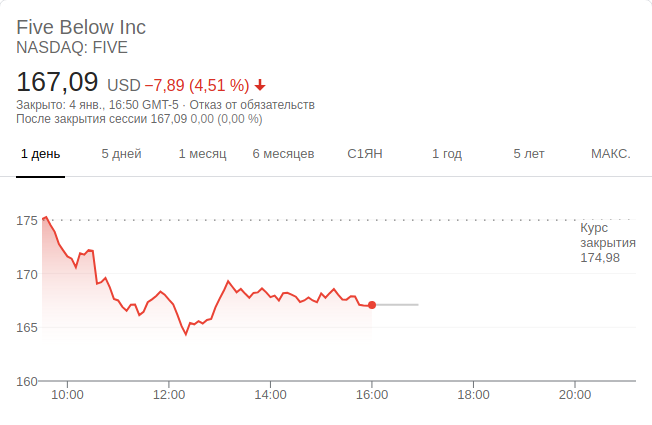 Five Below Inc
NASDAQ: FIVE
167,09 USD −7,89 (4,51 %)
Закрыто: 4 янв., 16:50 GMT-5 · Отказ от обязательств
После закрытия сессии 167,09 0,00 (0,00 %)
1 день 5 дней 1 месяц 6 месяцев С1ЯН 1 год 5 лет МАКС.
175
Курс
закрытия
174,98
170
165
160
10:00 12:00 14:00 16:00 18:00 20:00